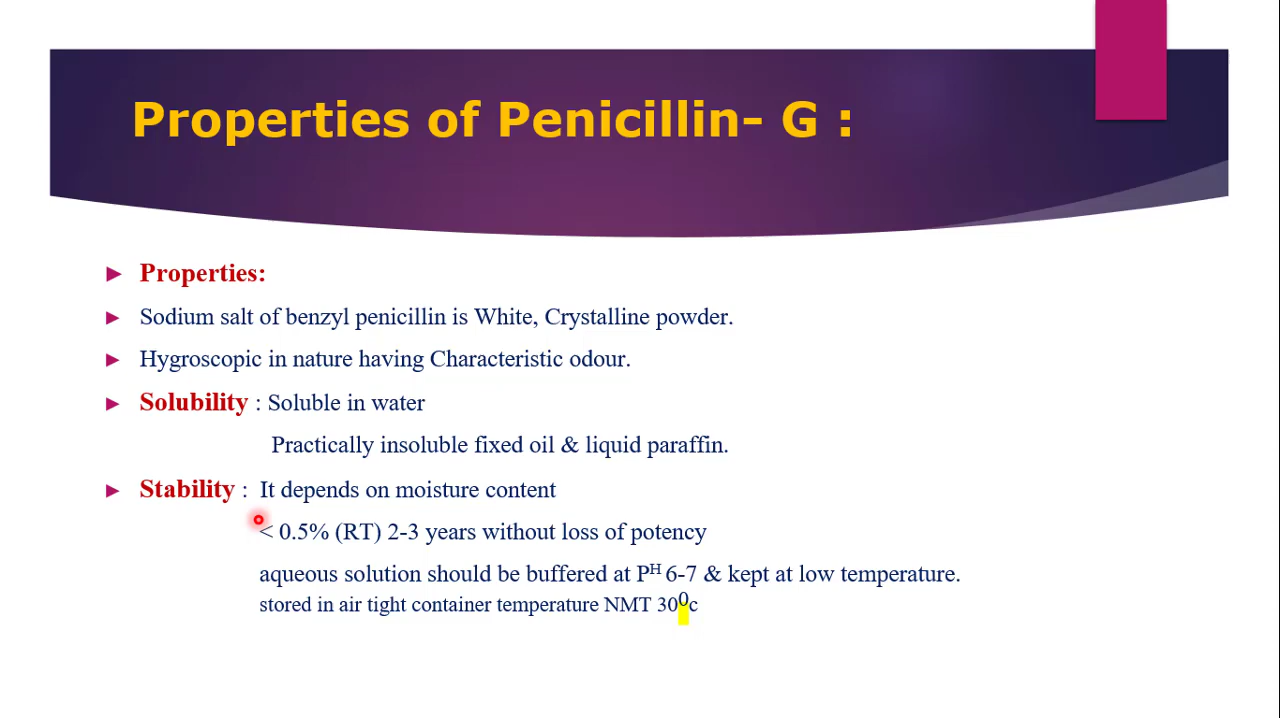 Properties of Penicillin- G :
Properties:
Sodium salt of benzyl penicillin is White, Crystalline powder.
Hygroscopic in nature having Characteristic odour.
Solubility : Soluble in water
Practically insoluble fixed oil & liquid paraffin.
Stability : It depends on moisture content
< 0.5% (RT) 2-3 years without loss of potency
aqueous solution should be buffered at Pᴴ 6-7 & kept at low temperature.
stored in air tight container temperature NMT 30⁰c